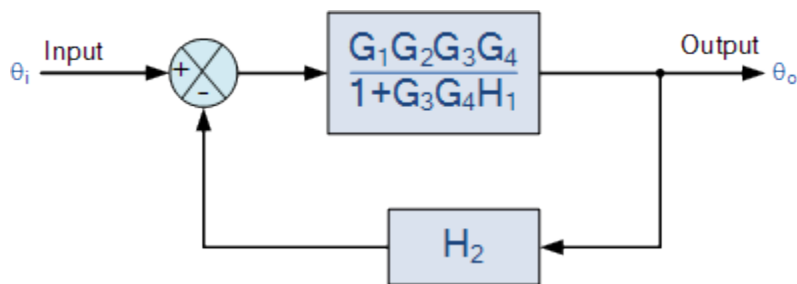 Input
θi
+
-
G₁G₂G₃G₄
1+G₃G₄H₁
Output
θo
H₂